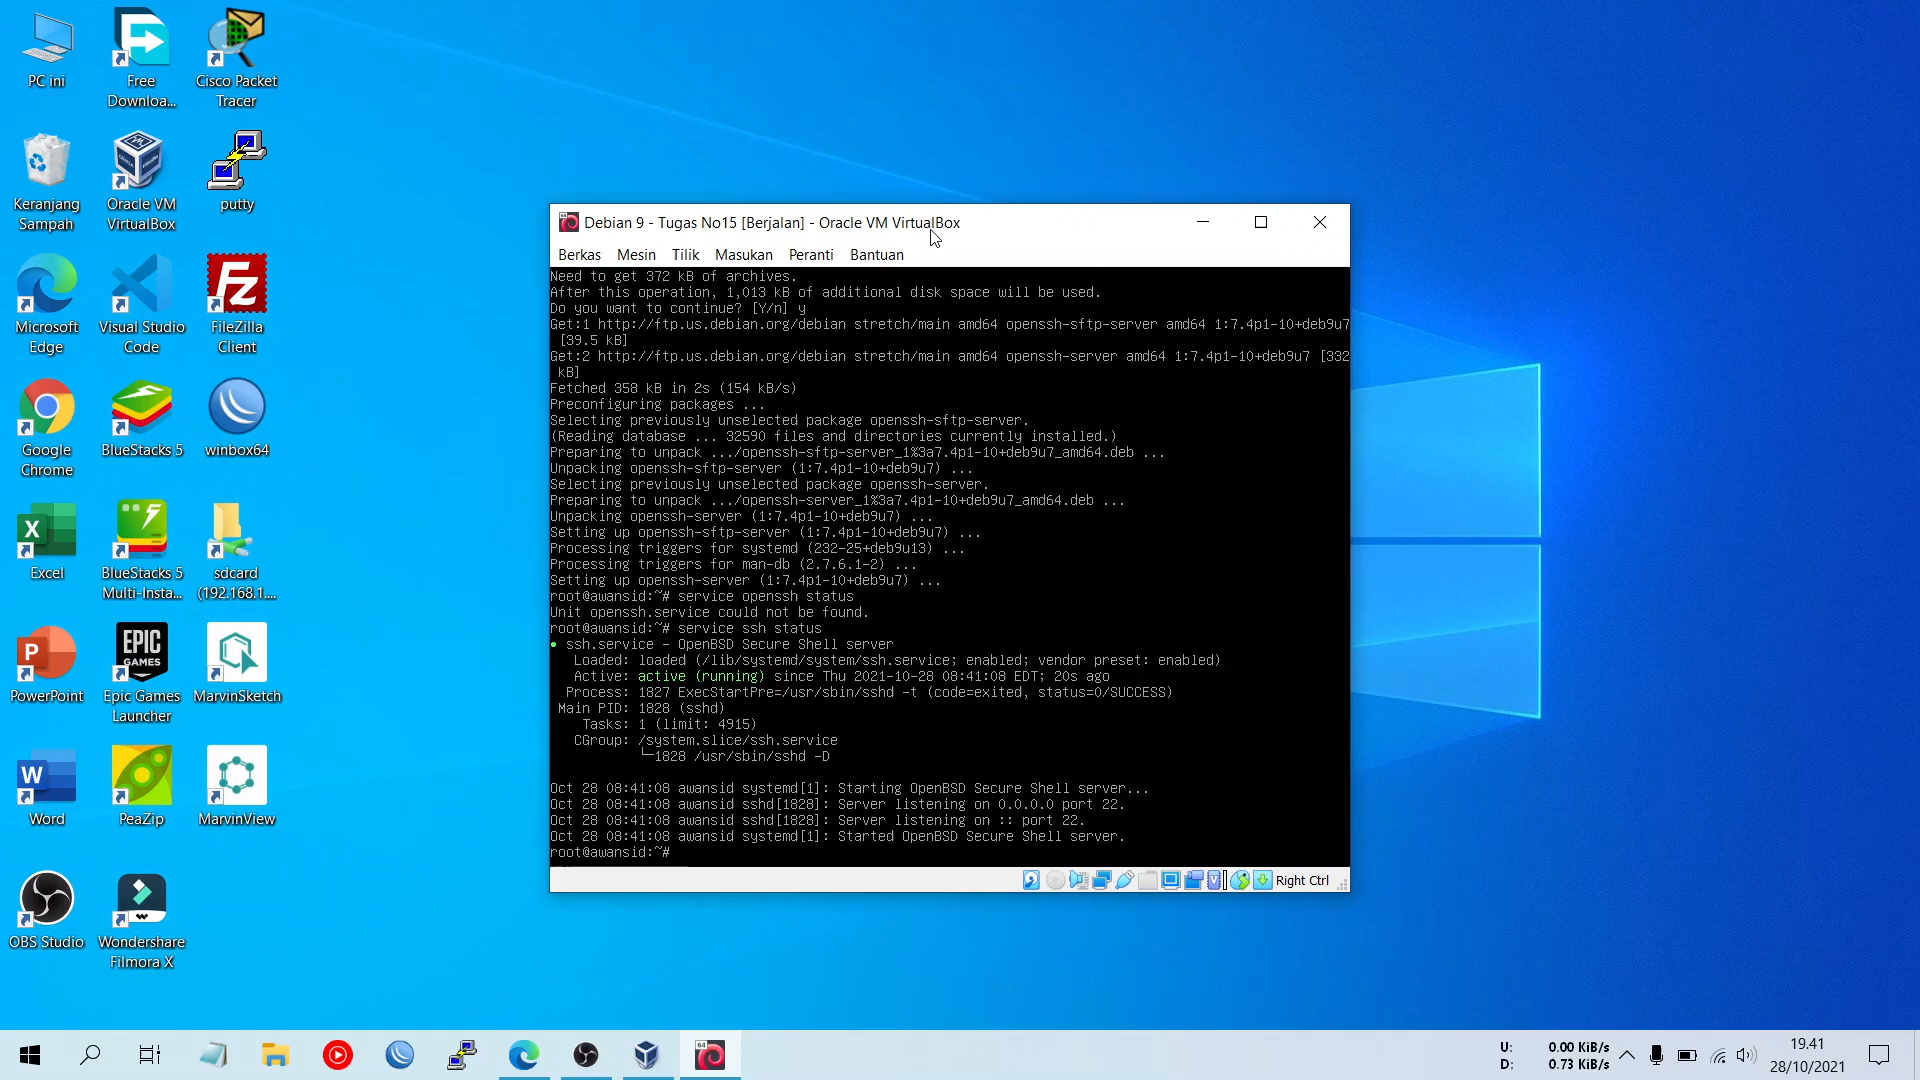 PC ini
Free
Downloa...
Cisco Packet
Tracer
Keranjang
Sampah
Oracle VM
VirtualBox
putty
Microsoft
Edge
Visual Studio
Code
FileZilla
Client
Google
Chrome
BlueStacks 5
winbox64
Excel
BlueStacks 5
Multi-Insta...
sdcard
(192.168.1....
PowerPoint
EPIC
GAMES
Epic Games
Launcher
MarvinSketch
Word
PeaZip
MarvinView
OBS Studio
Wondershare
Filmora X
Debian 9 - Tugas No15 [Berjalan] - Oracle VM VirtualBox
Berkas Mesin Tilik Masukan Peranti Bantuan
Need to get 372 kB of archives.
After this operation, 1,013 kB of additional disk space will be used.
Do you want to continue? [Y/n] y
Get:1 http://ftp.us.debian.org/debian stretch/main amd64 openssh-sftp-server amd64 1:7.4p1-10+deb9u7
[39.5 kB]
Get:2 http://ftp.us.debian.org/debian stretch/main amd64 openssh-server amd64 1:7.4p1-10+deb9u7 [332
kB]
Fetched 358 kB in 2s (154 kB/s)
Preconfiguring packages ...
Selecting previously unselected package openssh-sftp-server.
(Reading database ... 32590 files and directories currently installed.)
Preparing to unpack .../openssh-sftp-server_1%3a7.4p1-10+deb9u7_amd64.deb ...
Unpacking openssh-sftp-server (1:7.4p1-10+deb9u7) ...
Selecting previously unselected package openssh-server.
Preparing to unpack .../openssh-server_1%3a7.4p1-10+deb9u7_amd64.deb ...
Unpacking openssh-server (1:7.4p1-10+deb9u7) ...
Setting up openssh-sftp-server (1:7.4p1-10+deb9u7) ...
Processing triggers for systemd (232-25+deb9u13) ...
Processing triggers for man-db (2.7.6.1-2) ...
Setting up openssh-server (1:7.4p1-10+deb9u7) ...
root@awansid:~# service openssh status
Unit openssh.service could not be found.
root@awansid:~# service ssh status
● ssh.service - OpenBSD Secure Shell server
Loaded: loaded (/lib/systemd/system/ssh.service; enabled; vendor preset: enabled)
Active: active (running) since Thu 2021-10-28 08:41:08 EDT; 20s ago
Process: 1827 ExecStartPre=/usr/sbin/sshd -t (code=exited, status=0/SUCCESS)
Main PID: 1828 (sshd)
Tasks: 1 (limit: 4915)
CGroup: /system.slice/ssh.service
└─1828 /usr/sbin/sshd -D
Oct 28 08:41:08 awansid systemd[1]: Starting OpenBSD Secure Shell server...
Oct 28 08:41:08 awansid sshd[1828]: Server listening on 0.0.0.0 port 22.
Oct 28 08:41:08 awansid sshd[1828]: Server listening on :: port 22.
Oct 28 08:41:08 awansid systemd[1]: Started OpenBSD Secure Shell server.
root@awansid:~#
Right Ctrl
U: 0.00 KiB/s
D: 0.73 KiB/s
19.41
28/10/2021